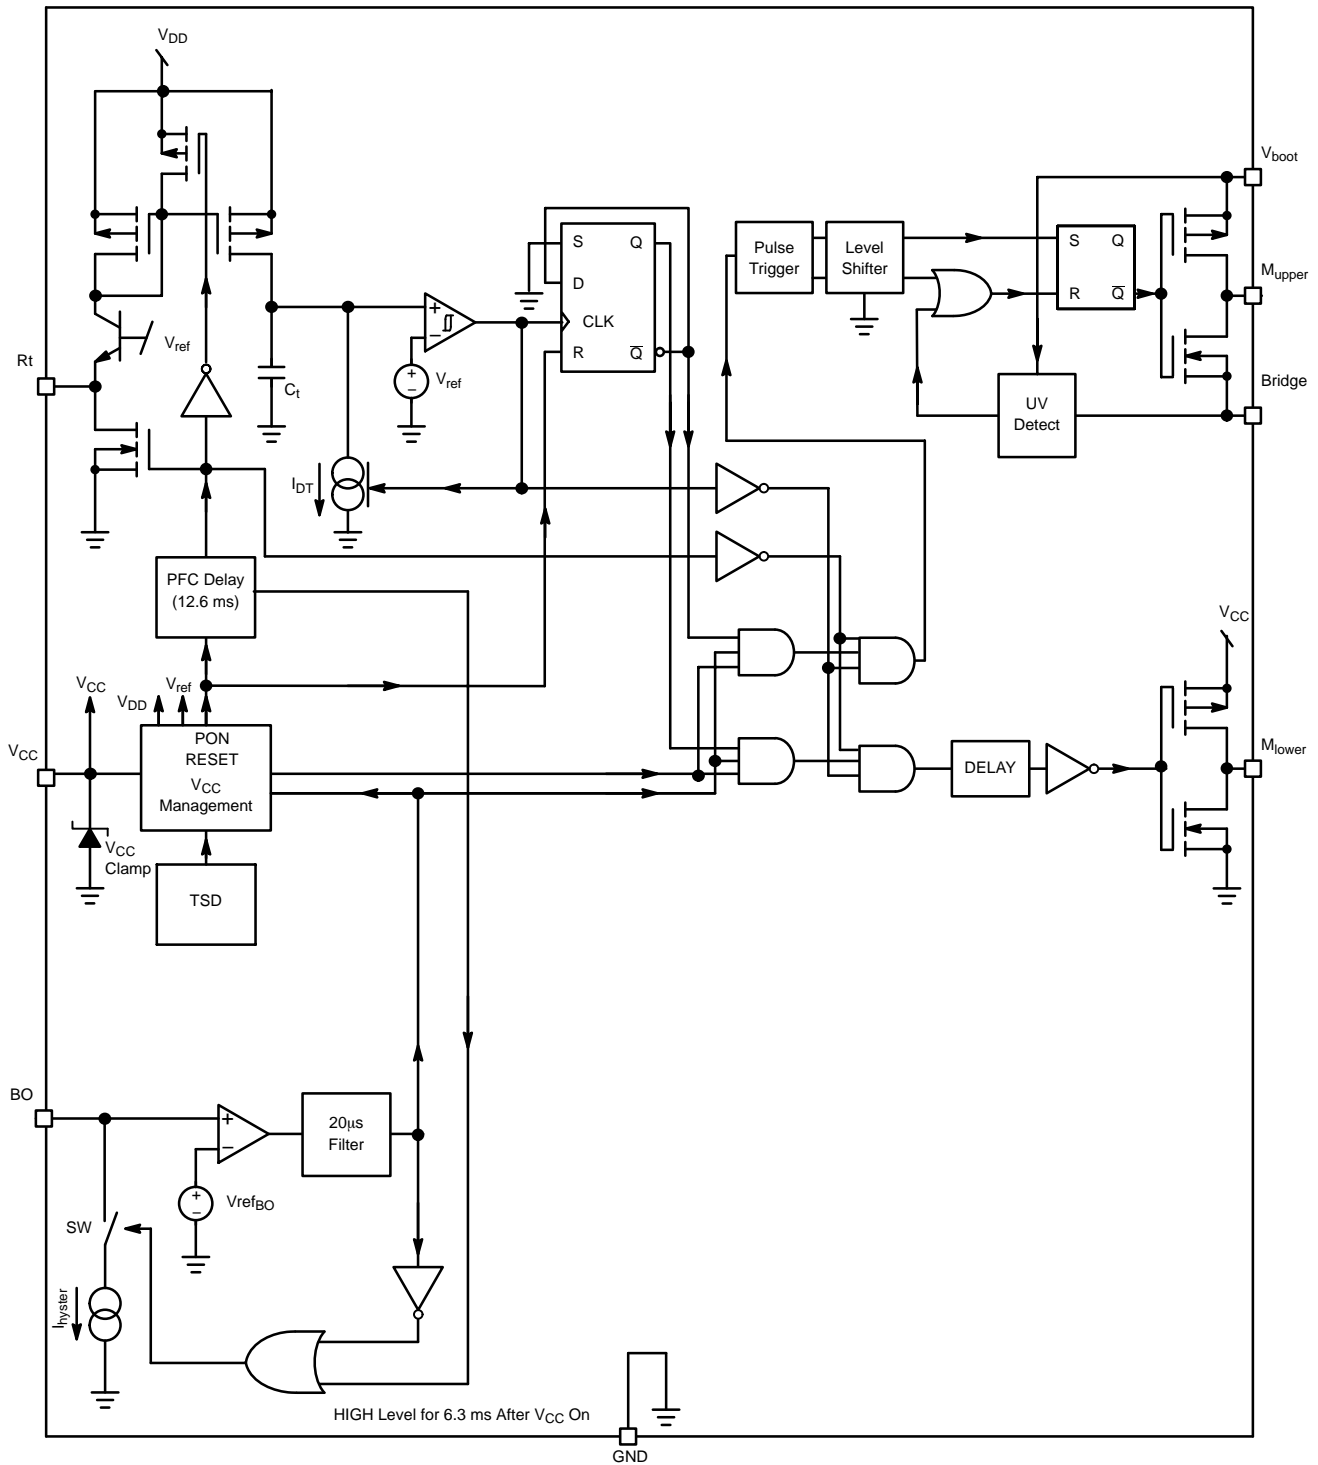 VDD
Vboot
Mupper
Bridge
Vref
Rt
Ct
+
−
+
−
Vref
S
Q
D
CLK
R
Q̅
Pulse
Trigger
Level
Shifter
S
Q
R
Q̅
UV
Detect
IDT
PFC Delay
(12.6 ms)
VCC
VCC
Vref
VDD
VCC
PON
RESET
VCC
Management
VCC
Clamp
TSD
DELAY
Mlower
BO
+
−
20µs
Filter
+
−
VrefBO
SW
Ihyster
HIGH Level for 6.3 ms After VCC On
GND